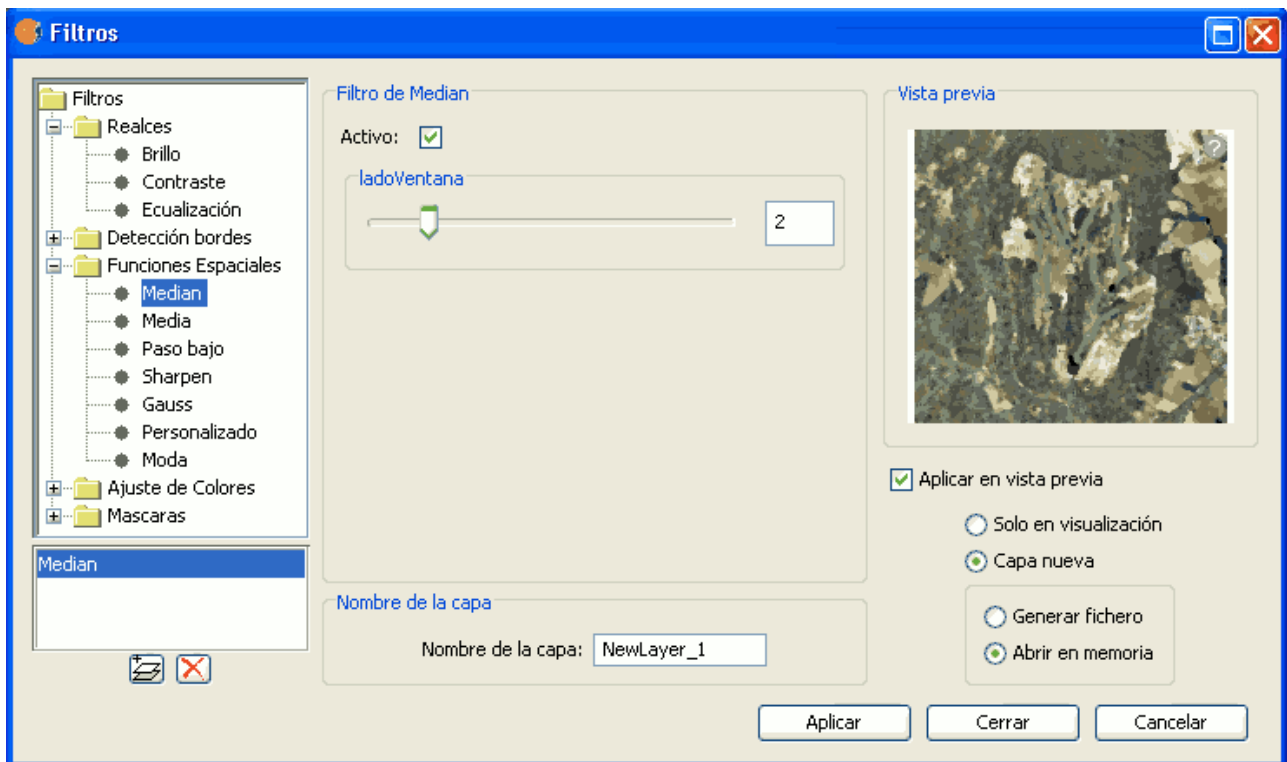 Filtros
Filtros
Realces
Brillo
Contraste
Ecualización
Detección bordes
Funciones Espaciales
Median
Media
Paso bajo
Sharpen
Gauss
Personalizado
Moda
Ajuste de Colores
Mascaras
Median
Filtro de Median
Activo:
ladoVentana
2
Nombre de la capa
Nombre de la capa: NewLayer_1
Vista previa
?
Aplicar en vista previa
Solo en visualización
Capa nueva
Generar fichero
Abrir en memoria
Aplicar
Cerrar
Cancelar